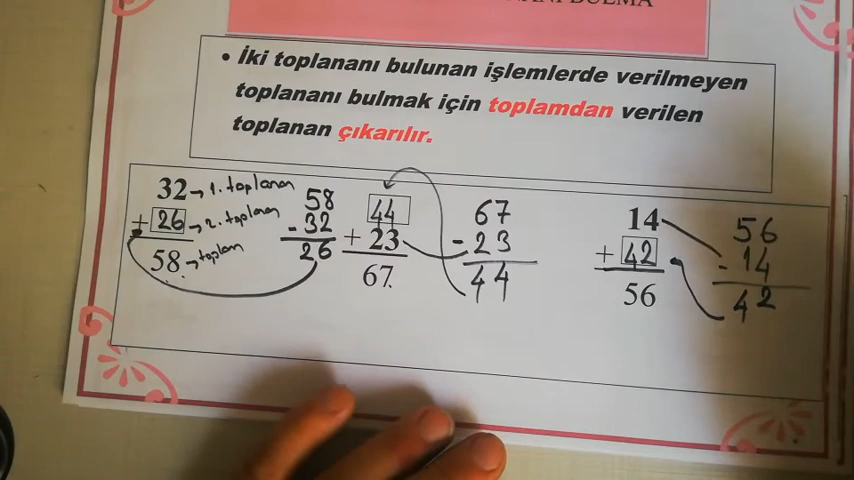 • İki toplananı bulunan işlemlerde verilmeyen
toplananı bulmak için toplamdan verilen
toplanan çıkarılır.
32 → 1. toplanan
+ 26 → 2. toplanan
58 → toplam
58
- 32
26
44
+ 23
67
67
- 23
44
14
+ 42
56
56
- 14
42